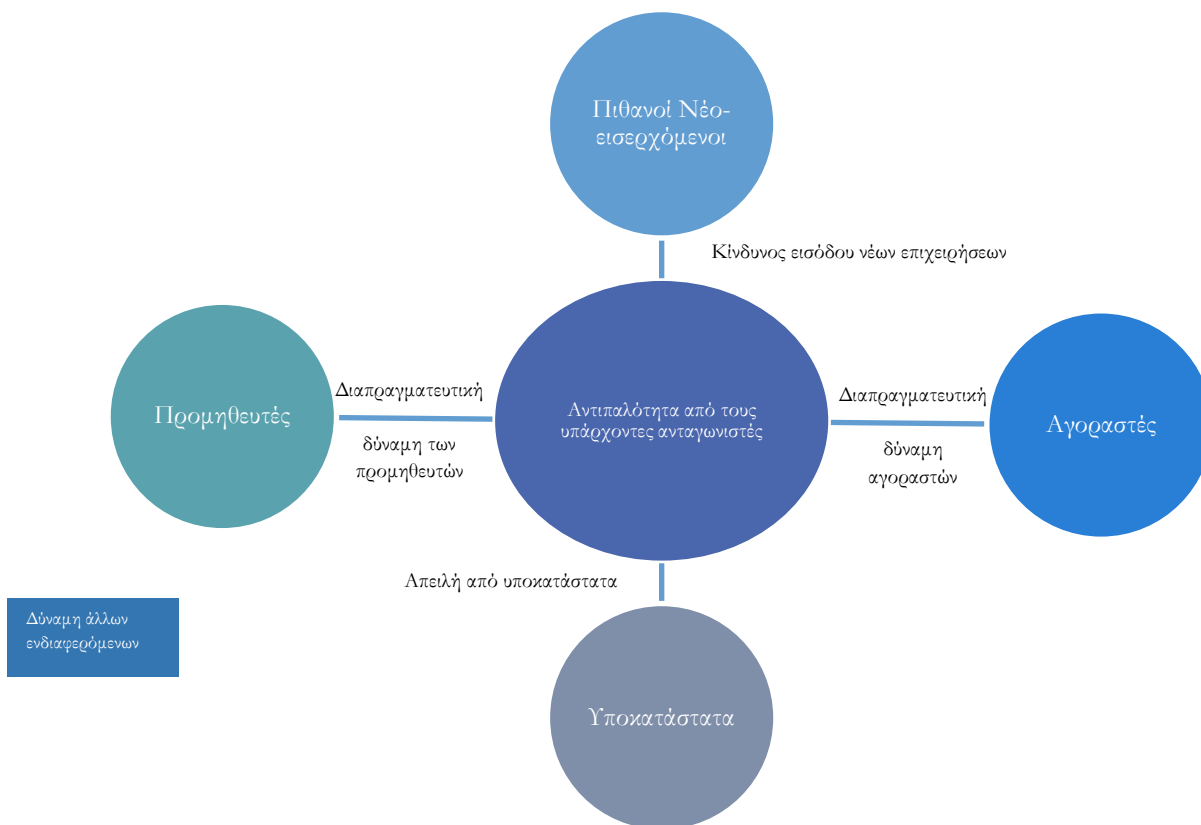 Πιθανοί Νέο-
εισερχόμενοι
Κίνδυνος εισόδου νέων επιχειρήσεων
Προμηθευτές
Διαπραγματευτική
δύναμη των
προμηθευτών
Αντιπαλότητα από τους
υπάρχοντες ανταγωνιστές
Διαπραγματευτική
δύναμη
αγοραστών
Αγοραστές
Απειλή από υποκατάστατα
Δύναμη άλλων
ενδιαφερόμενων
Υποκατάστατα